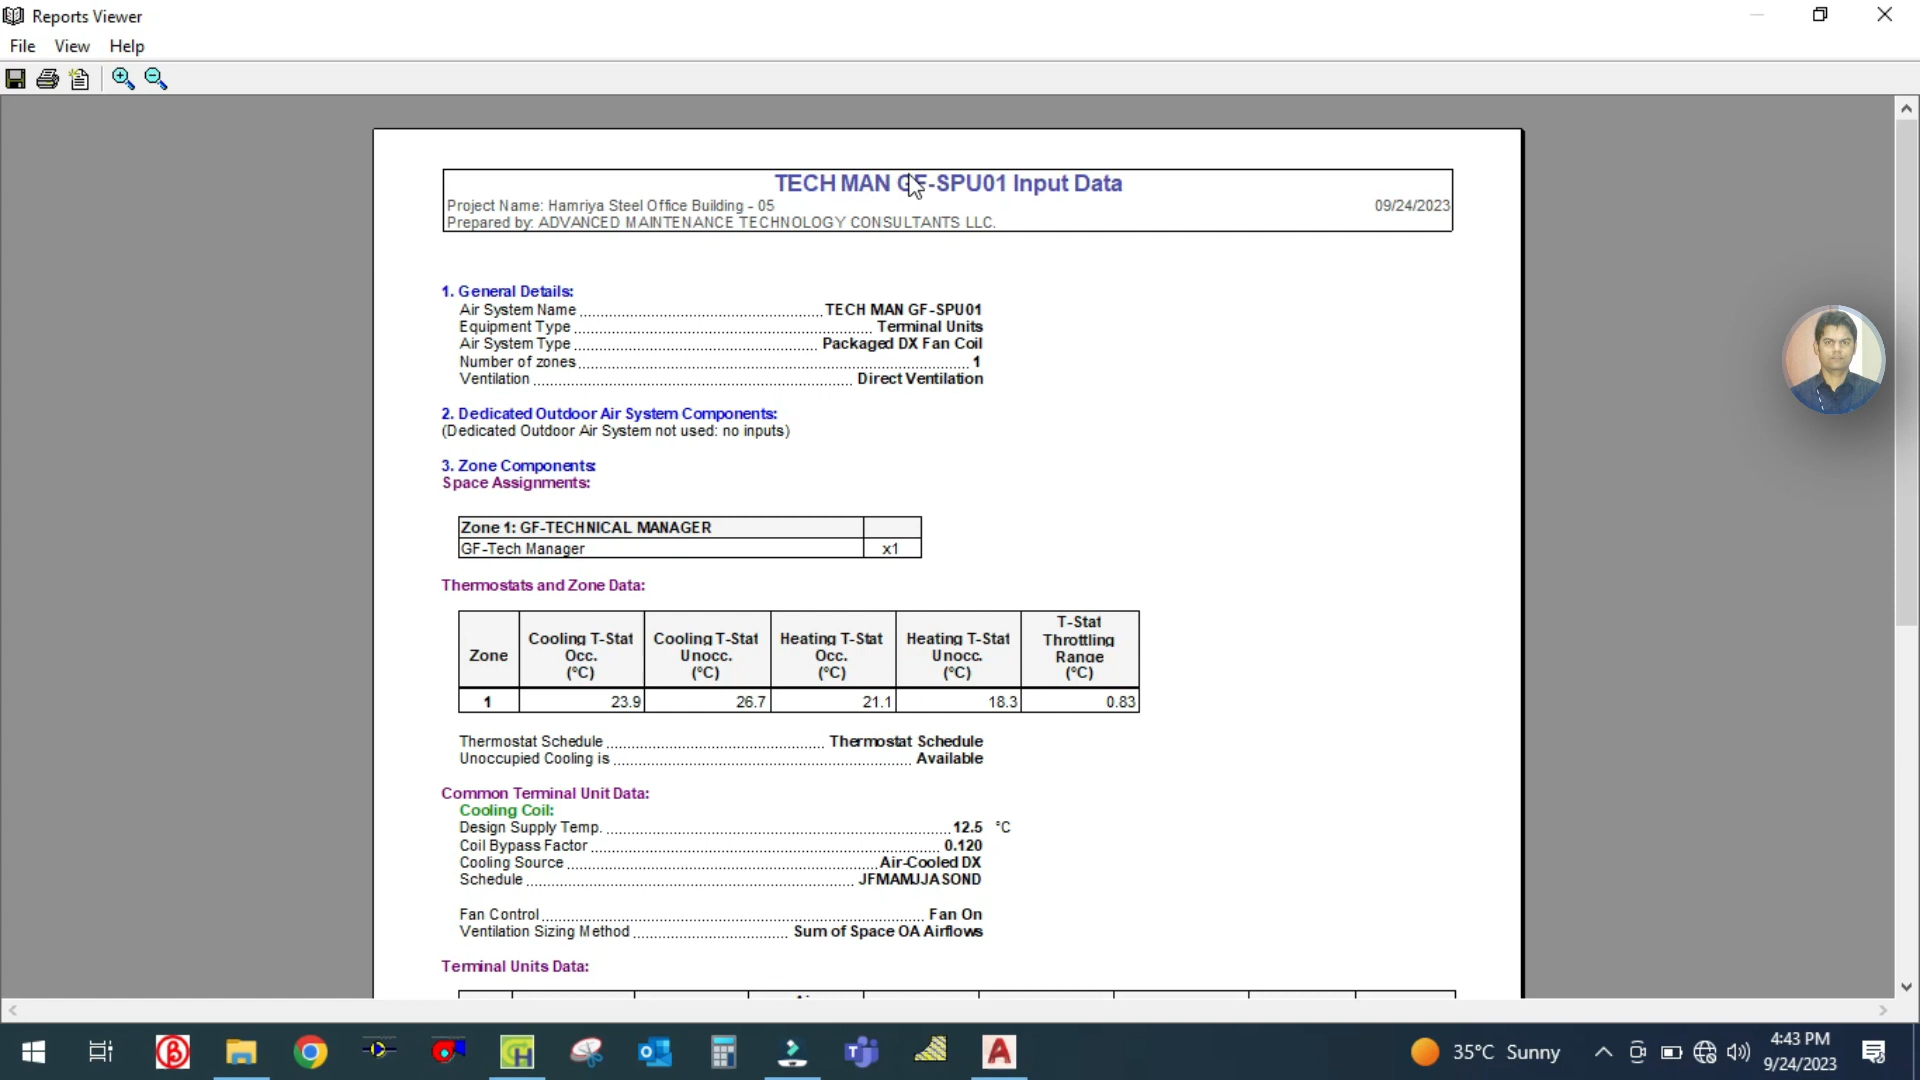 Reports Viewer
File View Help
TECH MAN GF-SPU01 Input Data
Project Name: Hamriya Steel Office Building - 05 09/24/2023
Prepared by: ADVANCED MAINTENANCE TECHNOLOGY CONSULTANTS LLC.
1. General Details:
Air System Name TECH MAN GF-SPU01
Equipment Type Terminal Units
Air System Type Packaged DX Fan Coil
Number of zones 1
Ventilation Direct Ventilation
2. Dedicated Outdoor Air System Components:
(Dedicated Outdoor Air System not used: no inputs)
3. Zone Components:
Space Assignments:
Zone 1: GF-TECHNICAL MANAGER
GF-Tech Manager x1
Thermostats and Zone Data:
Zone
Cooling T-Stat
Occ.
(°C)
Cooling T-Stat
Unocc.
(°C)
Heating T-Stat
Occ.
(°C)
Heating T-Stat
Unocc.
(°C)
T-Stat
Throttling
Range
(°C)
1 23.9 26.7 21.1 18.3 0.83
Thermostat Schedule Thermostat Schedule
Unoccupied Cooling is Available
Common Terminal Unit Data:
Cooling Coil:
Design Supply Temp. 12.5 °C
Coil Bypass Factor 0.120
Cooling Source Air-Cooled DX
Schedule JFMAMJJASOND
Fan Control Fan On
Ventilation Sizing Method Sum of Space OA Airflows
Terminal Units Data:
35°C Sunny
4:43 PM
9/24/2023